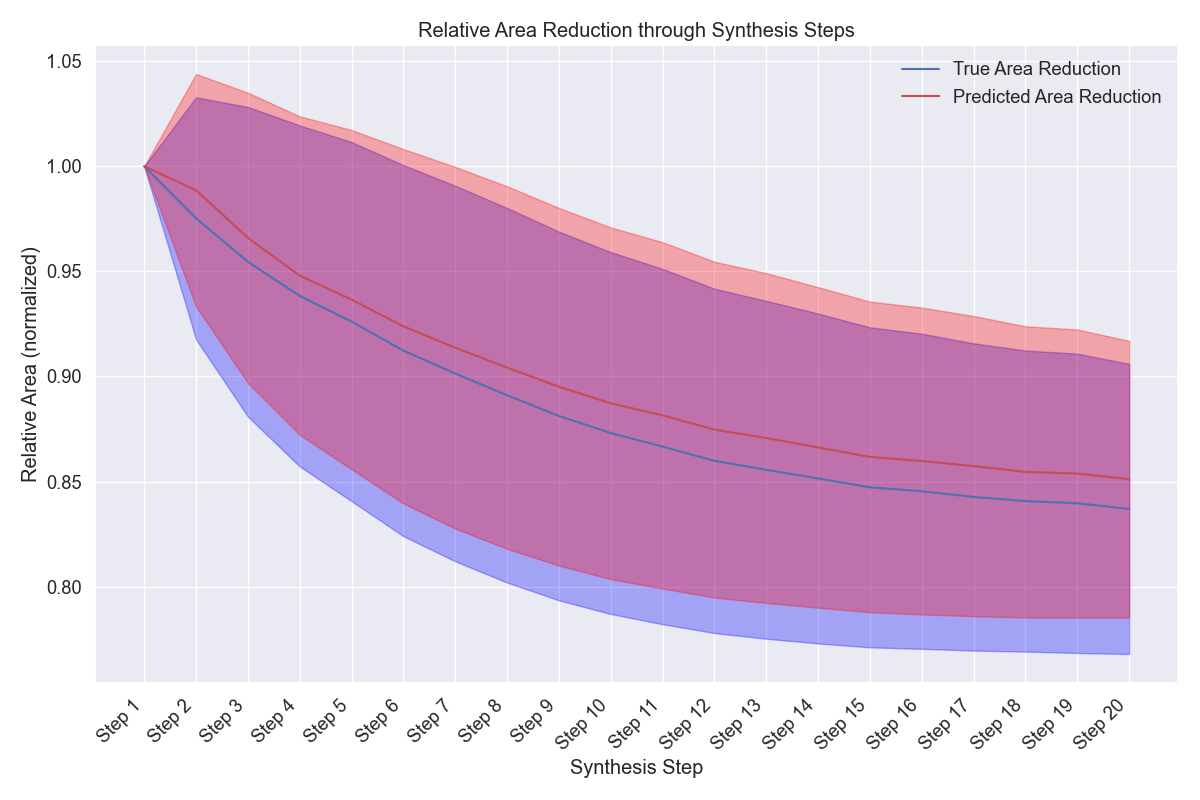 Relative Area Reduction through Synthesis Steps
True Area Reduction
Predicted Area Reduction
Relative Area (normalized)
1.05
1.00
0.95
0.90
0.85
0.80
Step 1
Step 2
Step 3
Step 4
Step 5
Step 6
Step 7
Step 8
Step 9
Step 10
Step 11
Step 12
Step 13
Step 14
Step 15
Step 16
Step 17
Step 18
Step 19
Step 20
Synthesis Step